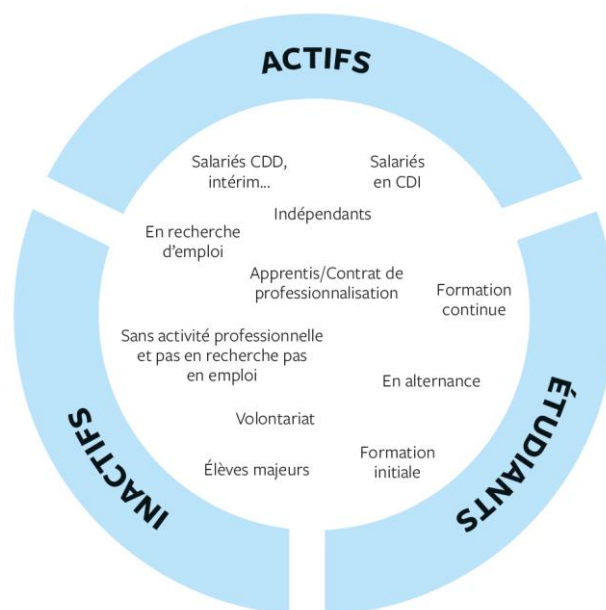 ACTIFS
Salariés CDD,
intérim...
Salariés
en CDI
Indépendants
En recherche
d'emploi
Apprentis/Contrat de
professionnalisation
Formation
continue
Sans activité professionnelle
et pas en recherche pas
en emploi
En alternance
Volontariat
Élèves majeurs
Formation
initiale
INACTIFS
ÉTUDIANTS